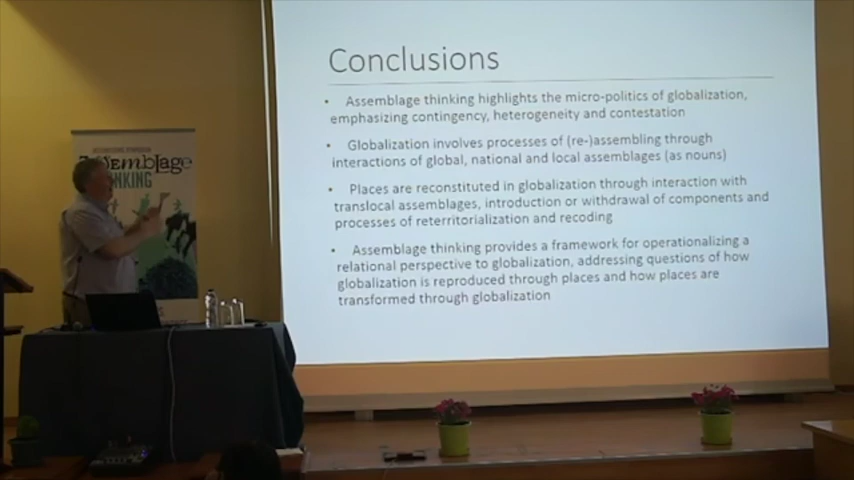 Conclusions
• Assemblage thinking highlights the micro-politics of globalization,
emphasizing contingency, heterogeneity and contestation
• Globalization involves processes of (re-)assembling through
interactions of global, national and local assemblages (as nouns)
• Places are reconstituted in globalization through interaction with
translocal assemblages, introduction or withdrawal of components and
processes of reterritorialization and recoding
• Assemblage thinking provides a framework for operationalizing a
relational perspective to globalization, addressing questions of how
globalization is reproduced through places and how places are
transformed through globalization
INTERNATIONAL SYMPOSIUM